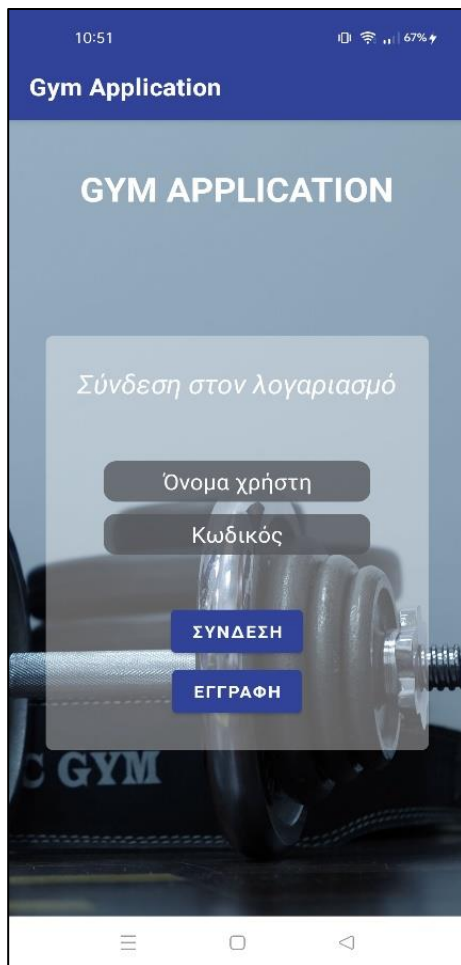 10:51
67%
Gym Application
GYM APPLICATION
Σύνδεση στον λογαριασμό
Όνομα χρήστη
Κωδικός
ΣΥΝΔΕΣΗ
ΕΓΓΡΑΦΗ
C GYM